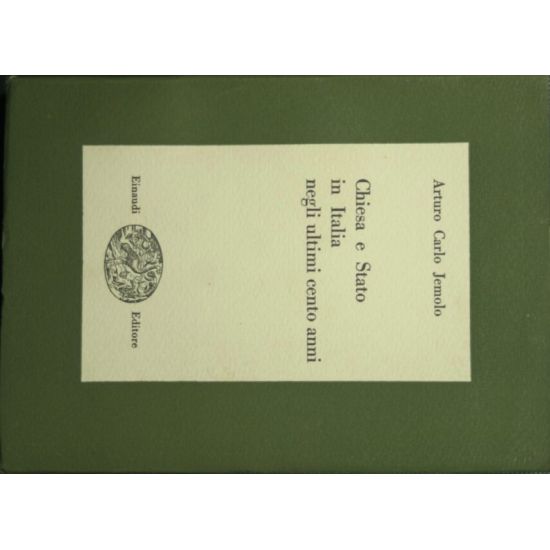 Arturo Carlo Jemolo
Chiesa e Stato
in Italia
negli ultimi cento anni
Einaudi Editore